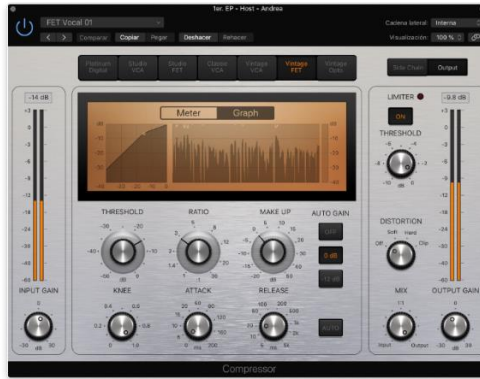 1er. EP - Host - Andrea
FET Vocal 01
Cadena lateral: Interna
Comparar Copiar Pegar Deshacer Rehacer
Visualización: 100 %
Platinum Digital
Studio VCA
Studio FET
Classic VCA
Vintage VCA
Vintage FET
Vintage Opto
Side Chain Output
-14 dB
Meter Graph
LIMITER
ON
-9.8 dB
THRESHOLD
DISTORTION
Soft Hard
Off Clip
THRESHOLD RATIO MAKE UP AUTO GAIN
OFF
0 dB
-12 dB
INPUT GAIN
KNEE ATTACK RELEASE
AUTO
MIX OUTPUT GAIN
1:1
Input Output
Compressor